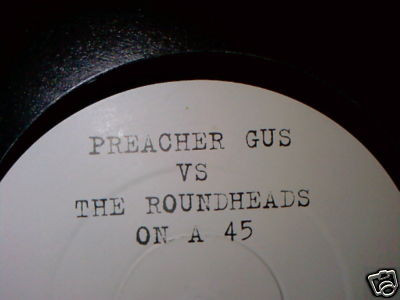 PREACHER GUS
VS
THE ROUNDHEADS
ON A 45